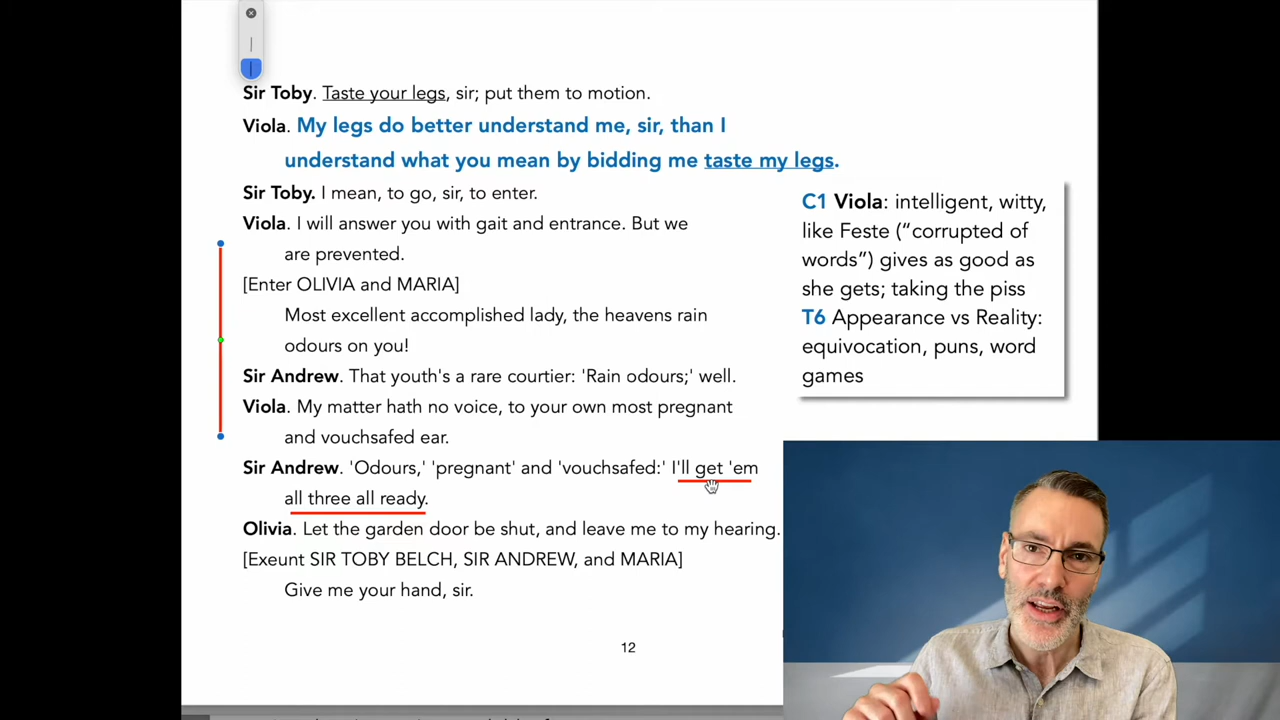 Sir Toby. Taste your legs, sir; put them to motion.
Viola. My legs do better understand me, sir, than I
understand what you mean by bidding me taste my legs.
Sir Toby. I mean, to go, sir, to enter.
Viola. I will answer you with gait and entrance. But we
are prevented.
[Enter OLIVIA and MARIA]
Most excellent accomplished lady, the heavens rain
odours on you!
Sir Andrew. That youth's a rare courtier: 'Rain odours;' well.
Viola. My matter hath no voice, to your own most pregnant
and vouchsafed ear.
Sir Andrew. 'Odours,' 'pregnant' and 'vouchsafed:' I'll get 'em
all three all ready.
Olivia. Let the garden door be shut, and leave me to my hearing.
[Exeunt SIR TOBY BELCH, SIR ANDREW, and MARIA]
Give me your hand, sir.
12
C1 Viola: intelligent, witty,
like Feste (“corrupted of
words”) gives as good as
she gets; taking the piss
T6 Appearance vs Reality:
equivocation, puns, word
games